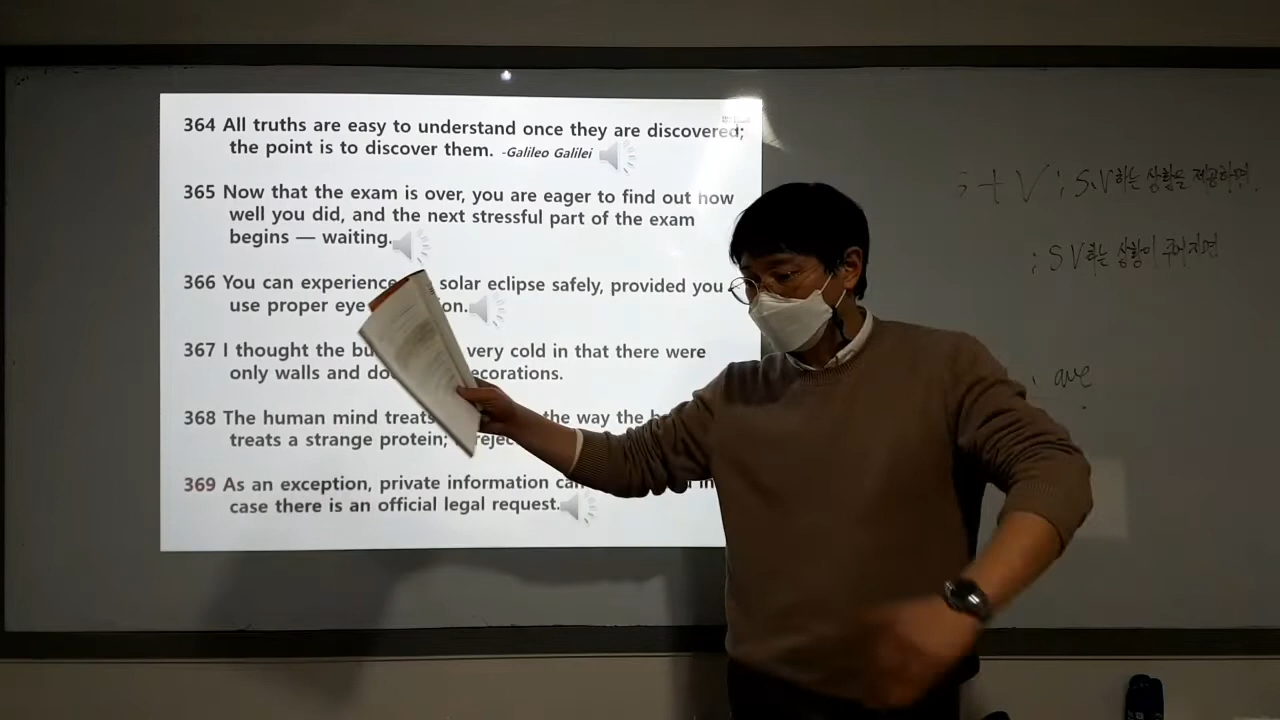 364 All truths are easy to understand once they are discovered;
the point is to discover them. -Galileo Galilei
365 Now that the exam is over, you are eager to find out how
well you did, and the next stressful part of the exam
begins — waiting.
366 You can experience solar eclipse safely, provided you
use proper eye on.
367 I thought the bu very cold in that there were
only walls and do ecorations.
368 The human mind treats the way the
treats a strange protein; rejec
369 As an exception, private information can in
case there is an official legal request.
S+V ; S.V하는 상황을 제공하면
; S V하는 상황이 주어지면
are